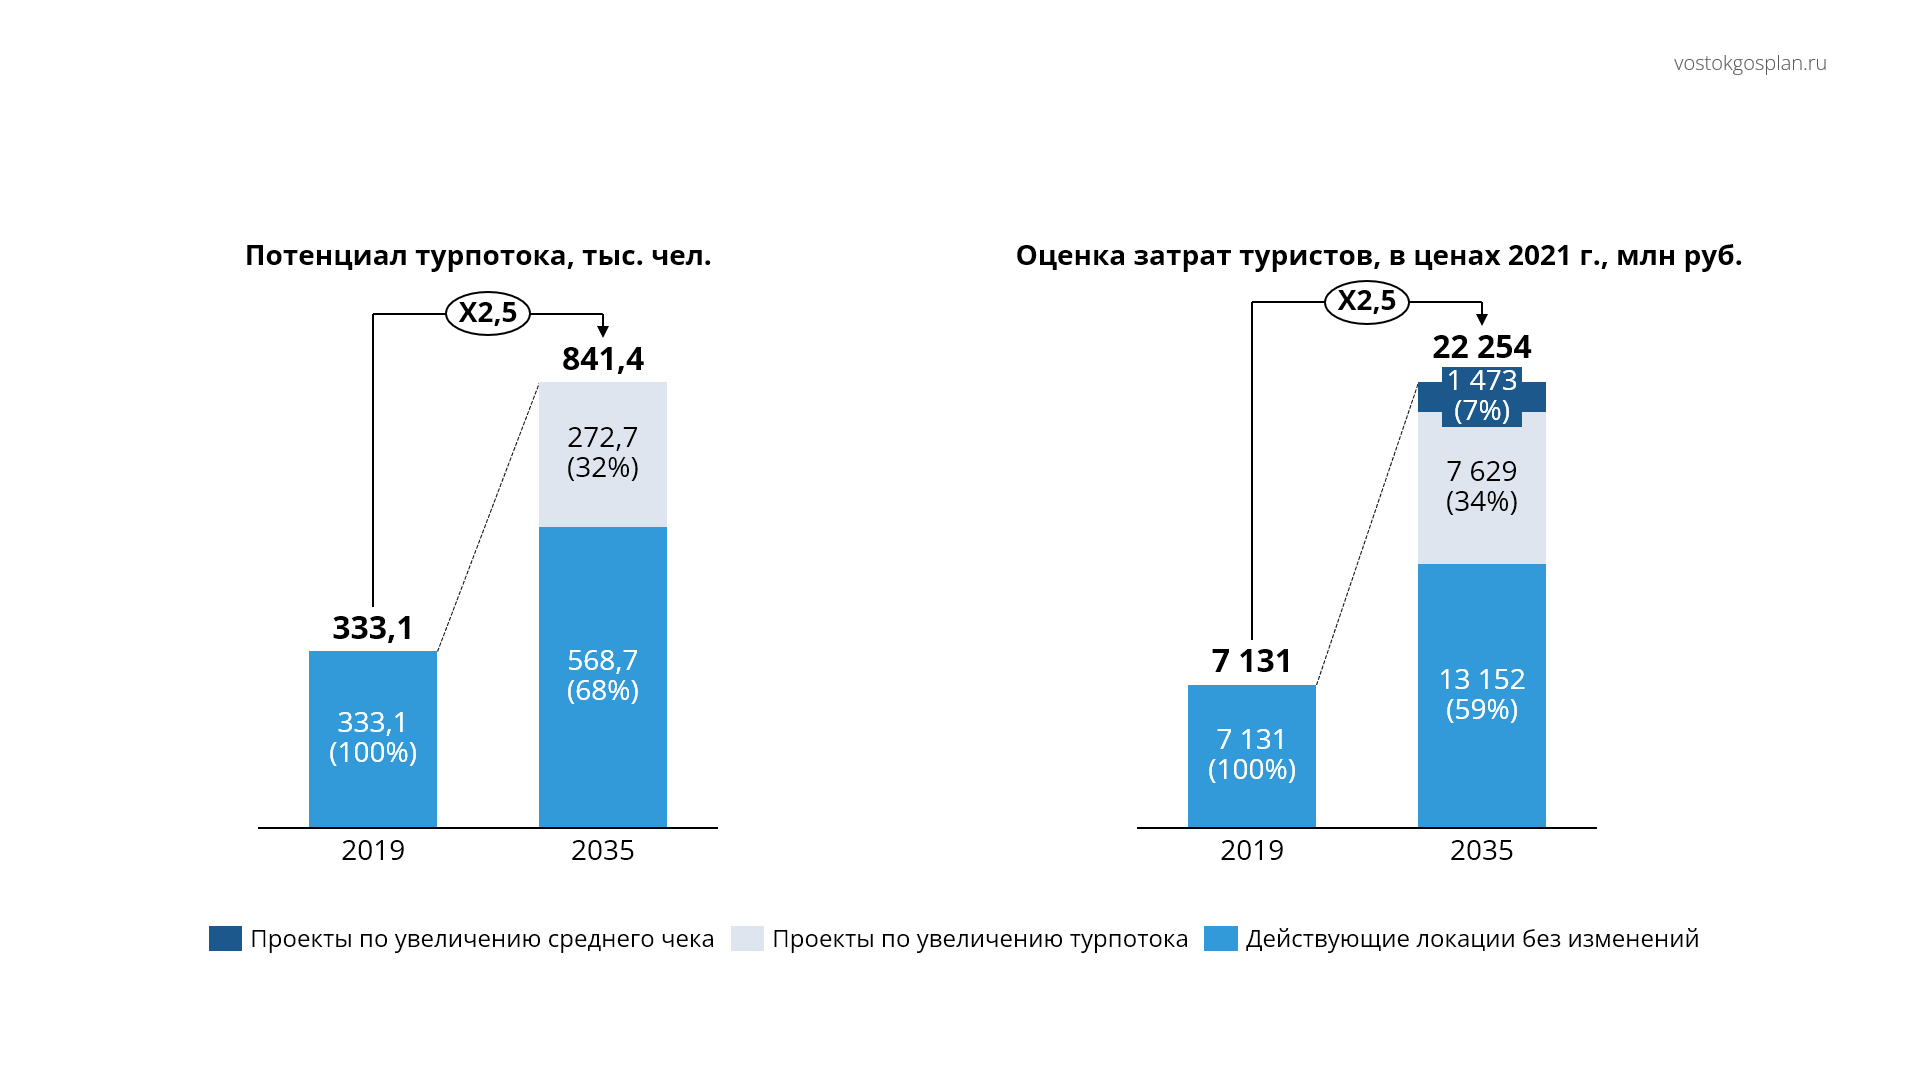 vostokgosplan.ru
Потенциал турпотока, тыс. чел.
X2,5
841,4
272,7
(32%)
568,7
(68%)
333,1
333,1
(100%)
2019
2035
Оценка затрат туристов, в ценах 2021 г., млн руб.
X2,5
22 254
1 473
(7%)
7 629
(34%)
13 152
(59%)
7 131
7 131
(100%)
2019
2035
Проекты по увеличению среднего чека
Проекты по увеличению турпотока
Действующие локации без изменений